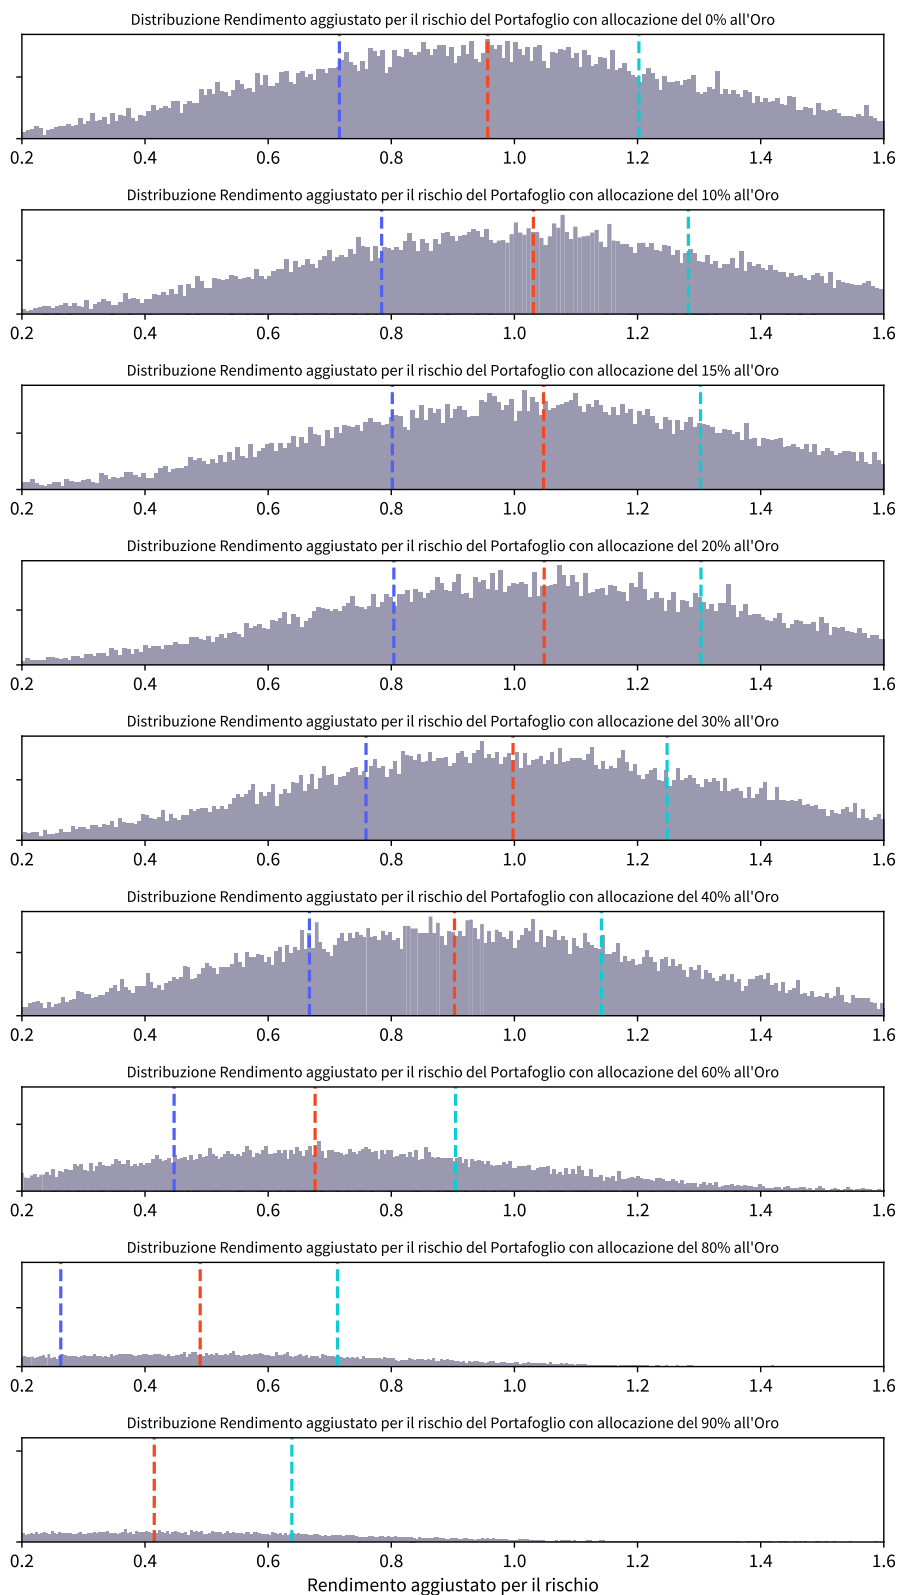 Distribuzione Rendimento aggiustato per il rischio del Portafoglio con allocazione del 0% all'Oro
0.2 0.4 0.6 0.8 1.0 1.2 1.4 1.6
Distribuzione Rendimento aggiustato per il rischio del Portafoglio con allocazione del 10% all'Oro
0.2 0.4 0.6 0.8 1.0 1.2 1.4 1.6
Distribuzione Rendimento aggiustato per il rischio del Portafoglio con allocazione del 15% all'Oro
0.2 0.4 0.6 0.8 1.0 1.2 1.4 1.6
Distribuzione Rendimento aggiustato per il rischio del Portafoglio con allocazione del 20% all'Oro
0.2 0.4 0.6 0.8 1.0 1.2 1.4 1.6
Distribuzione Rendimento aggiustato per il rischio del Portafoglio con allocazione del 30% all'Oro
0.2 0.4 0.6 0.8 1.0 1.2 1.4 1.6
Distribuzione Rendimento aggiustato per il rischio del Portafoglio con allocazione del 40% all'Oro
0.2 0.4 0.6 0.8 1.0 1.2 1.4 1.6
Distribuzione Rendimento aggiustato per il rischio del Portafoglio con allocazione del 60% all'Oro
0.2 0.4 0.6 0.8 1.0 1.2 1.4 1.6
Distribuzione Rendimento aggiustato per il rischio del Portafoglio con allocazione del 80% all'Oro
0.2 0.4 0.6 0.8 1.0 1.2 1.4 1.6
Distribuzione Rendimento aggiustato per il rischio del Portafoglio con allocazione del 90% all'Oro
0.2 0.4 0.6 0.8 1.0 1.2 1.4 1.6
Rendimento aggiustato per il rischio